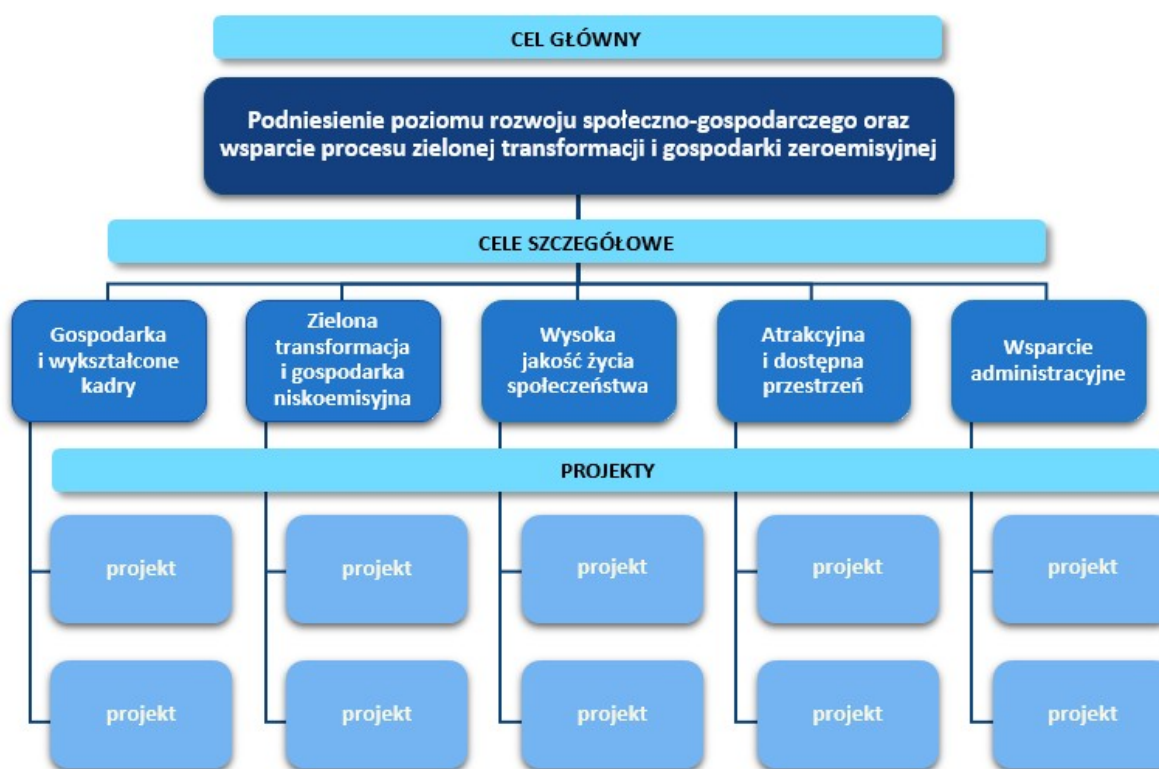 CEL GŁÓWNY
Podniesienie poziomu rozwoju społeczno-gospodarczego oraz
wsparcie procesu zielonej transformacji i gospodarki zeroemisyjnej
CELE SZCZEGÓŁOWE
Gospodarka
i wykształcone
kadry
Zielona
transformacja
i gospodarka
niskoemisyjna
Wysoka
jakość życia
społeczeństwa
Atrakcyjna
i dostępna
przestrzeń
Wsparcie
administracyjne
PROJEKTY
projekt
projekt
projekt
projekt
projekt
projekt
projekt
projekt
projekt
projekt